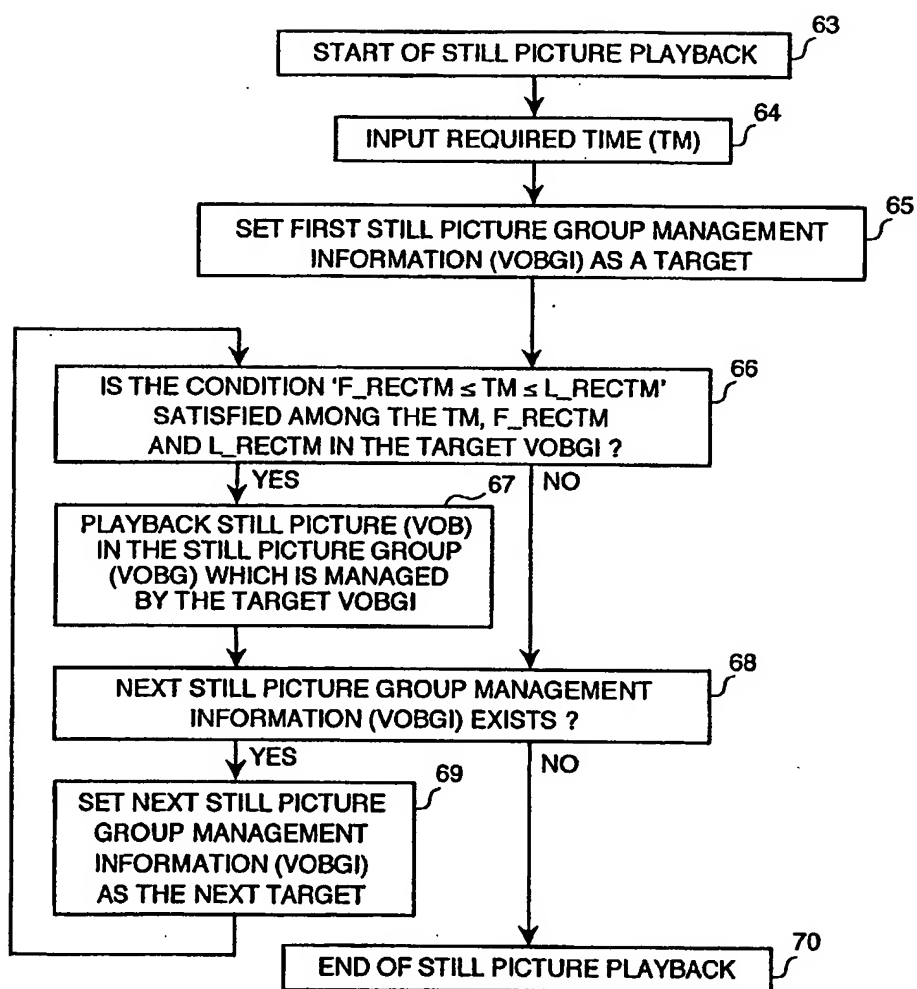 63
START OF STILL PICTURE PLAYBACK
64
INPUT REQUIRED TIME (TM)
65
SET FIRST STILL PICTURE GROUP MANAGEMENT
INFORMATION (VOBGI) AS A TARGET
66
IS THE CONDITION 'F_RECTM ≤ TM ≤ L_RECTM'
SATISFIED AMONG THE TM, F_RECTM
AND L_RECTM IN THE TARGET VOBGI ?
YES
67
NO
PLAYBACK STILL PICTURE (VOB)
IN THE STILL PICTURE GROUP
(VOBG) WHICH IS MANAGED
BY THE TARGET VOBGI
68
NEXT STILL PICTURE GROUP MANAGEMENT
INFORMATION (VOBGI) EXISTS ?
YES
NO
69
SET NEXT STILL PICTURE
GROUP MANAGEMENT
INFORMATION (VOBGI)
AS THE NEXT TARGET
70
END OF STILL PICTURE PLAYBACK